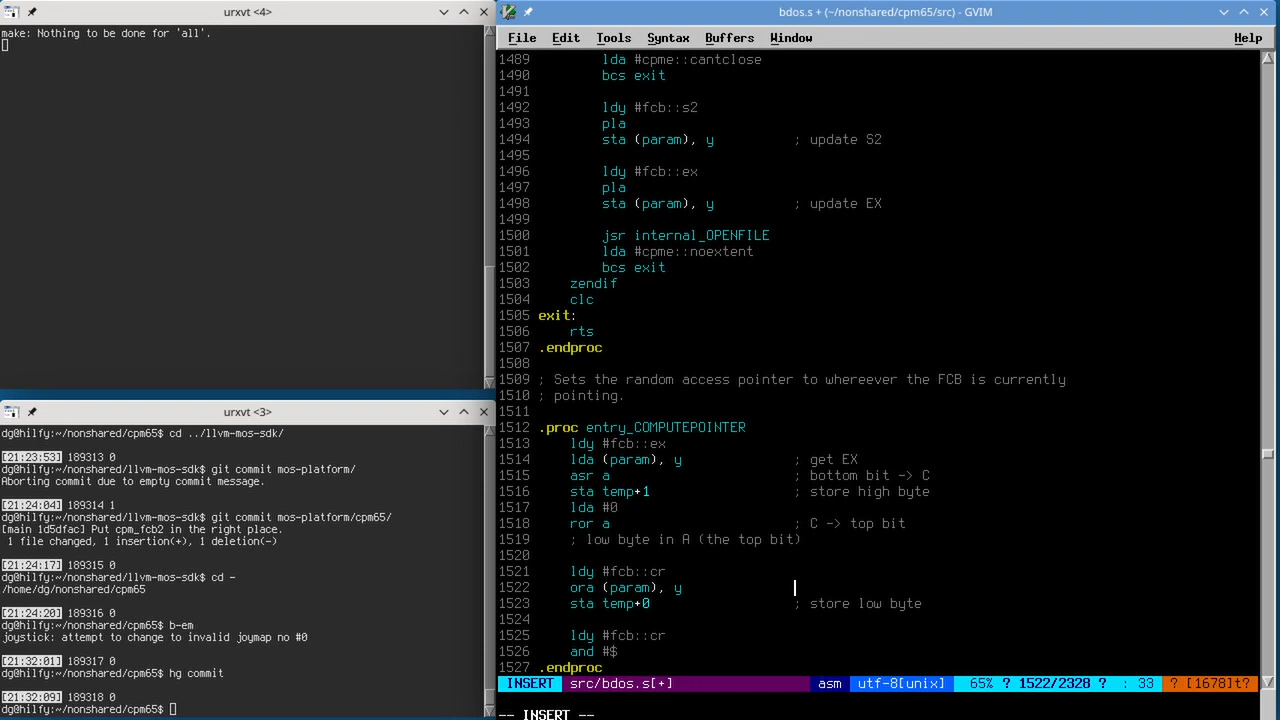 urxvt <4>
make: Nothing to be done for 'all'.
urxvt <3>
dg@hilfy:~/nonshared/cpm65$ cd ../llvm-mos-sdk/
[21:23:53] 189313 0
dg@hilfy:~/nonshared/llvm-mos-sdk$ git commit mos-platform/
Aborting commit due to empty commit message.
[21:24:04] 189314 1
dg@hilfy:~/nonshared/llvm-mos-sdk$ git commit mos-platform/cpm65/
[main 1d5dfac] Put cpm_fcb2 in the right place.
1 file changed, 1 insertion(+), 1 deletion(-)
[21:24:17] 189315 0
dg@hilfy:~/nonshared/llvm-mos-sdk$ cd -
/home/dg/nonshared/cpm65
[21:24:20] 189316 0
dg@hilfy:~/nonshared/cpm65$ b-em
joystick: attempt to change to invalid joymap no #0
[21:32:01] 189317 0
dg@hilfy:~/nonshared/cpm65$ hg commit
[21:32:09] 189318 0
dg@hilfy:~/nonshared/cpm65$
bdos.s + (~/nonshared/cpm65/src) - GVIM
File Edit Tools Syntax Buffers Window Help
1489 lda #cpme::cantclose
1490 bcs exit
1491
1492 ldy #fcb::s2
1493 pla
1494 sta (param), y ; update S2
1495
1496 ldy #fcb::ex
1497 pla
1498 sta (param), y ; update EX
1499
1500 jsr internal_OPENFILE
1501 lda #cpme::noextent
1502 bcs exit
1503 zendif
1504 clc
1505 exit:
1506 rts
1507 .endproc
1508
1509 ; Sets the random access pointer to whereever the FCB is currently
1510 ; pointing.
1511
1512 .proc entry_COMPUTEPOINTER
1513 ldy #fcb::ex
1514 lda (param), y ; get EX
1515 asr a ; bottom bit -> C
1516 sta temp+1 ; store high byte
1517 lda #0
1518 ror a ; C -> top bit
1519 ; low byte in A (the top bit)
1520
1521 ldy #fcb::cr
1522 ora (param), y
1523 sta temp+0 ; store low byte
1524
1525 ldy #fcb::cr
1526 and #$
1527 .endproc
INSERT src/bdos.s[+] asm utf-8[unix] 65% ? 1522/2328 ? : 33 ? [1678]t?
-- INSERT --